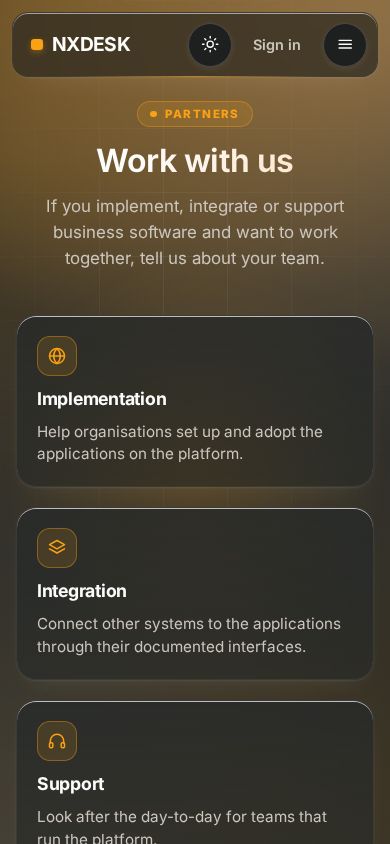 NXDESK
Sign in
PARTNERS
Work with us
If you implement, integrate or support
business software and want to work
together, tell us about your team.
Implementation
Help organisations set up and adopt the
applications on the platform.
Integration
Connect other systems to the applications
through their documented interfaces.
Support
Look after the day-to-day for teams that
run the platform.